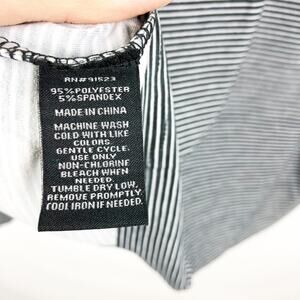 RN#91523
95%POLYESTER
5%SPANDEX
MADE IN CHINA
MACHINE WASH
COLD WITH LIKE
COLORS.
GENTLE CYCLE.
USE ONLY
NON-CHLORINE
BLEACH WHEN
NEEDED.
TUMBLE DRY LOW,
REMOVE PROMPTLY.
COOL IRON IF NEEDED.